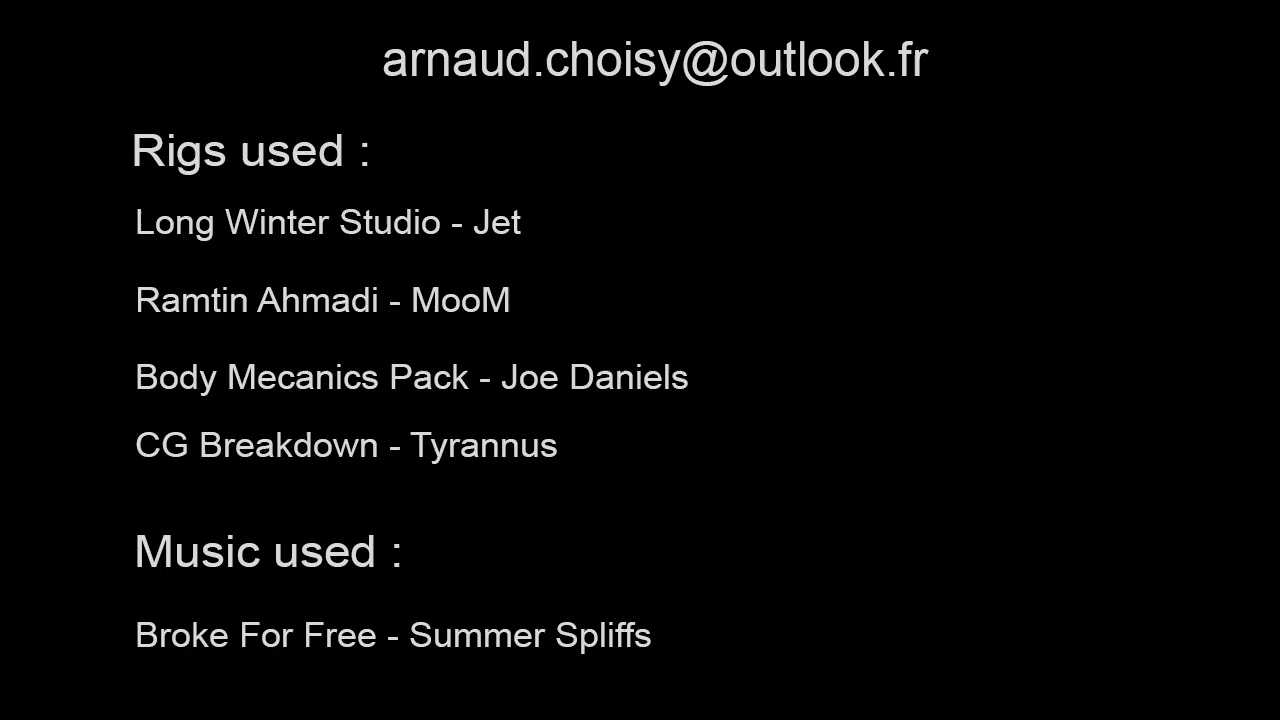 arnaud.choisy@outlook.fr
Rigs used :
Long Winter Studio - Jet
Ramtin Ahmadi - MooM
Body Mecanics Pack - Joe Daniels
CG Breakdown - Tyrannus
Music used :
Broke For Free - Summer Spliffs